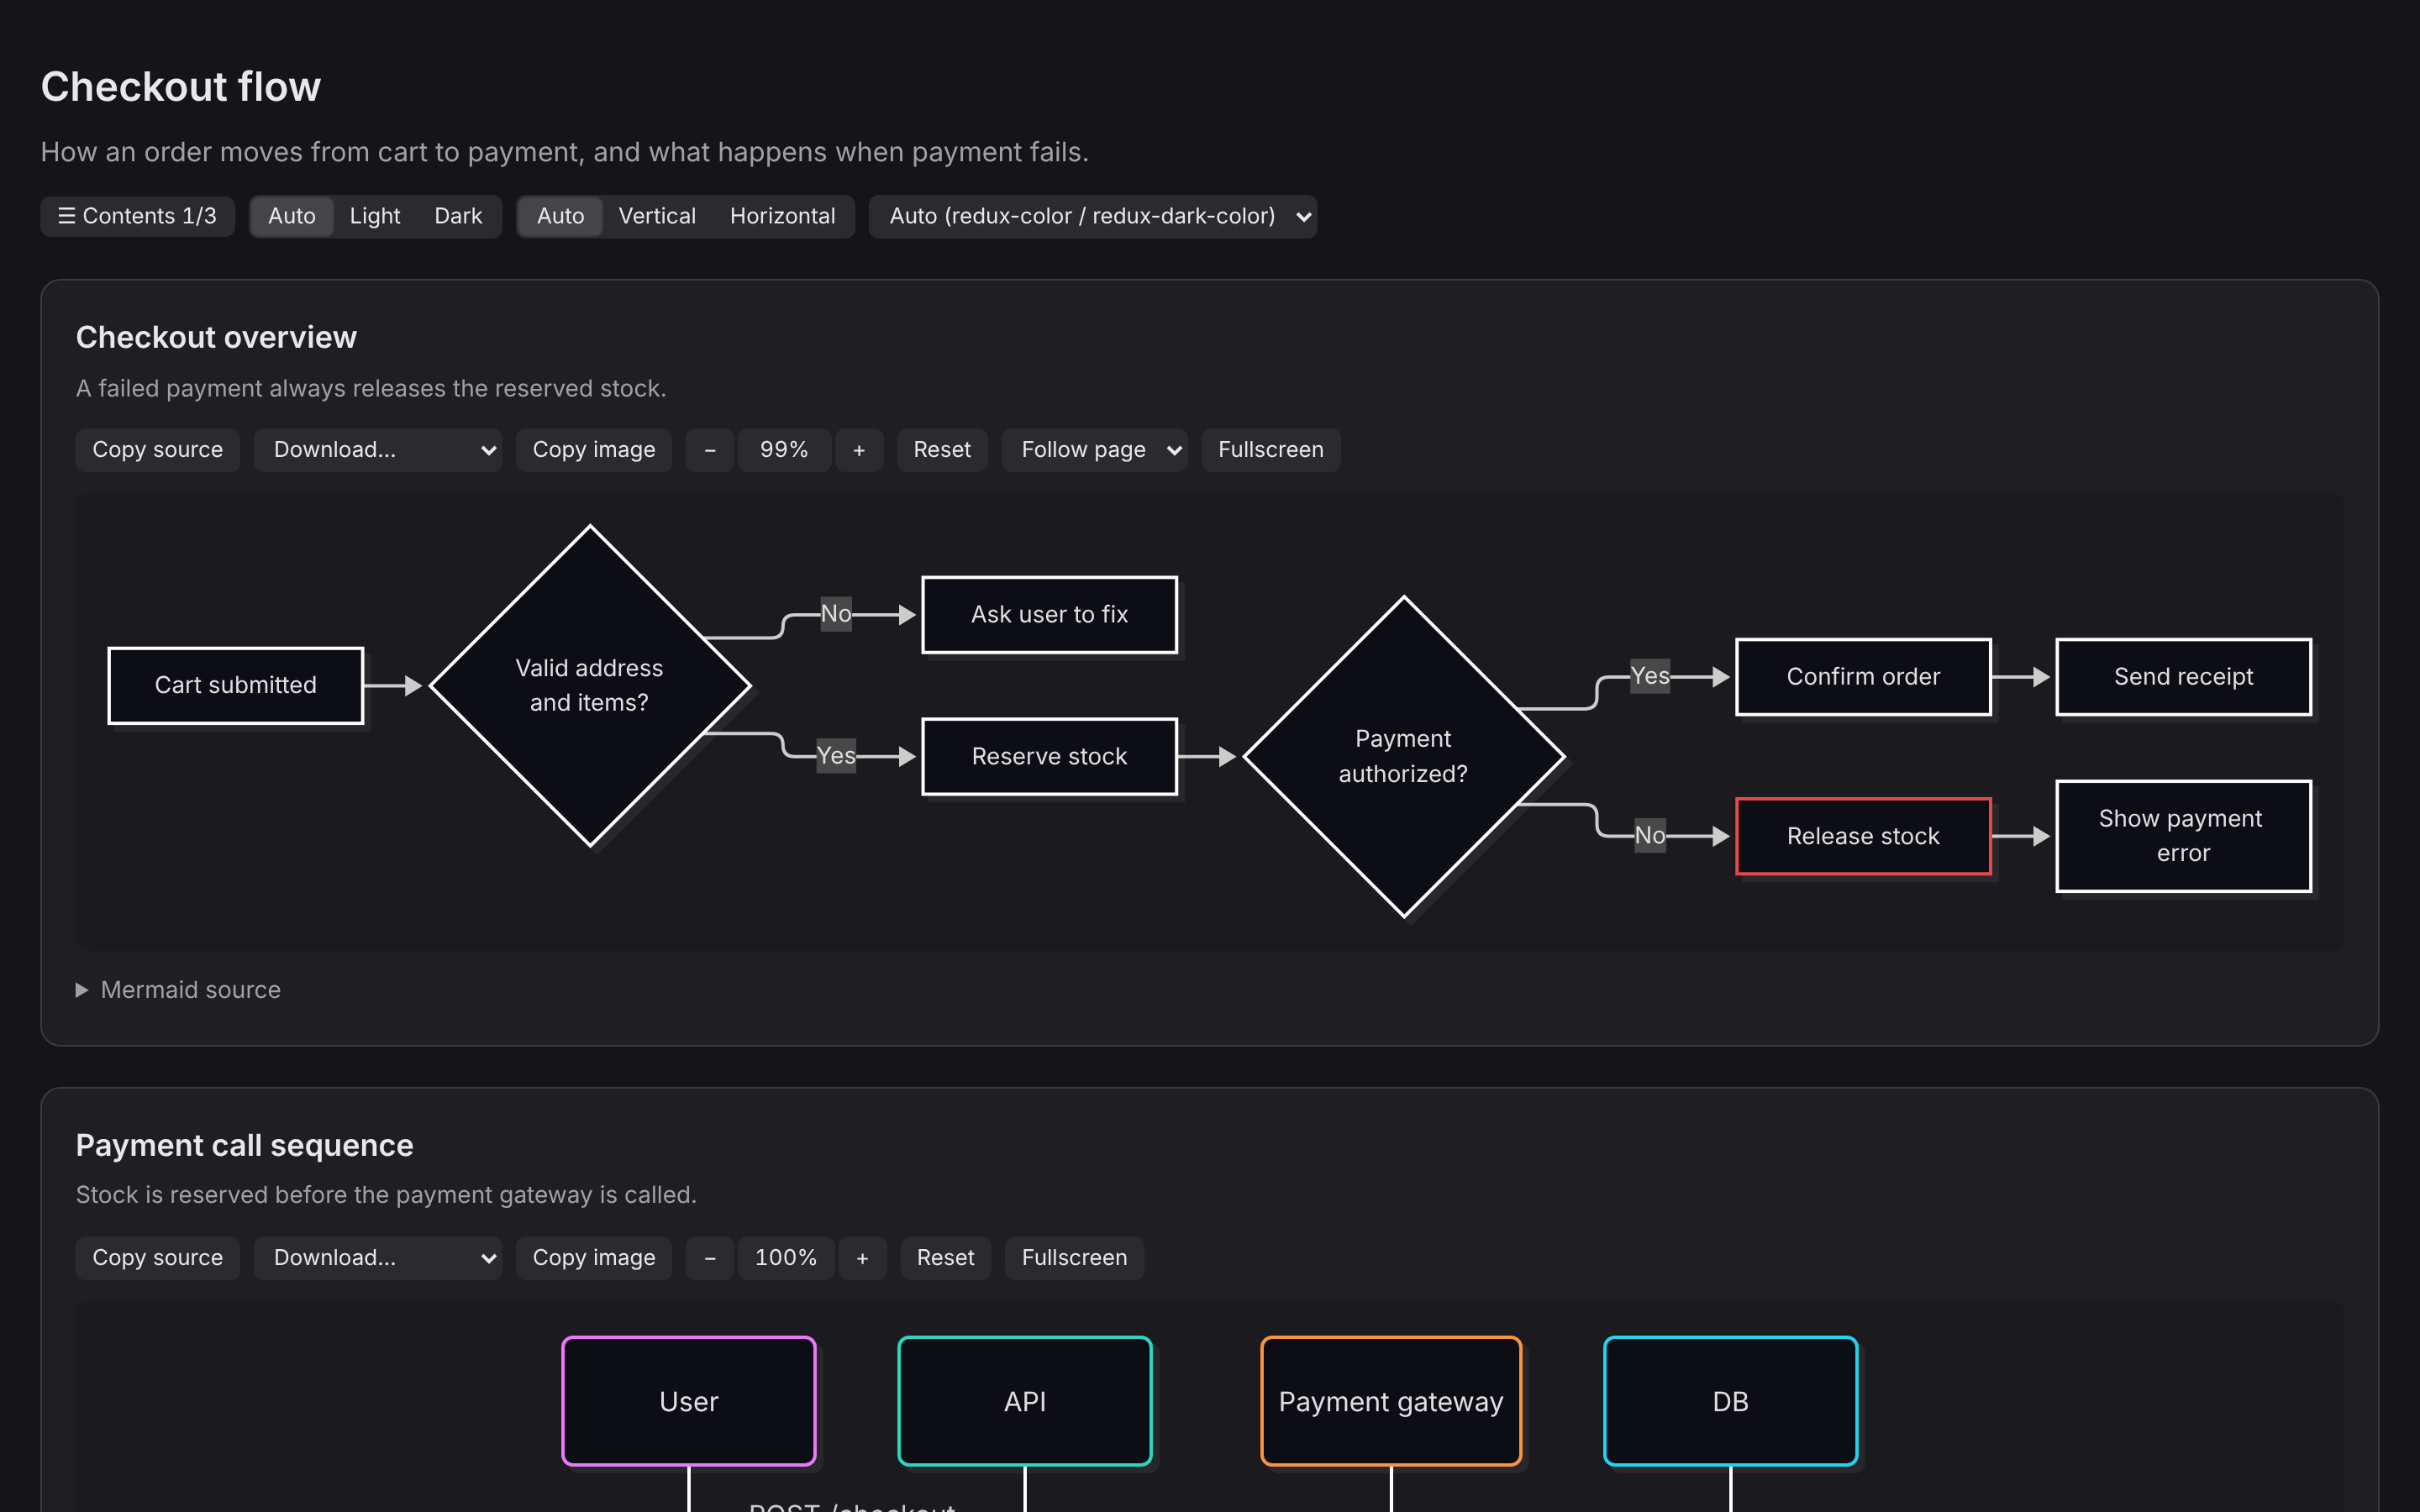 Checkout flow
How an order moves from cart to payment, and what happens when payment fails.
☰ Contents 1/3 Auto Light Dark Auto Vertical Horizontal Auto (redux-color / redux-dark-color)
Checkout overview
A failed payment always releases the reserved stock.
Copy source Download... Copy image − 99% + Reset Follow page Fullscreen
Cart submitted
Valid address
and items?
No
Ask user to fix
Yes
Reserve stock
Payment
authorized?
Yes
Confirm order
Send receipt
No
Release stock
Show payment
error
Mermaid source
Payment call sequence
Stock is reserved before the payment gateway is called.
Copy source Download... Copy image − 100% + Reset Fullscreen
User API Payment gateway DB
POST /checkout